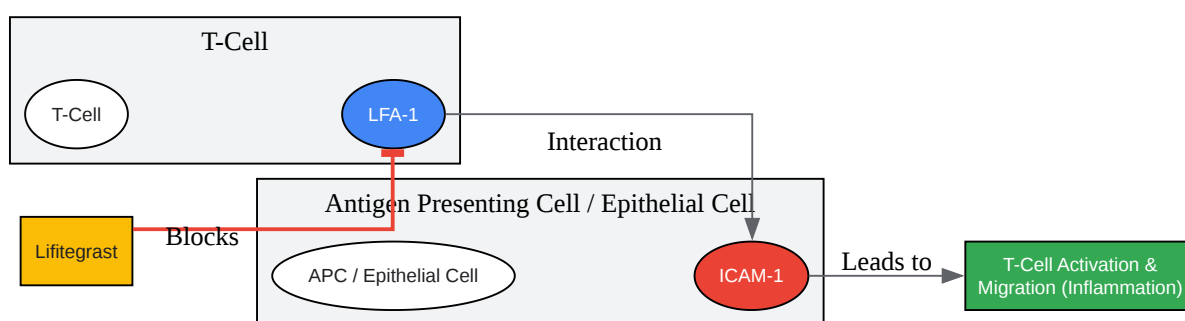 T-Cell
T-Cell
LFA-1
Interaction
Antigen Presenting Cell / Epithelial Cell
Lifitegrast
Blocks
APC / Epithelial Cell
ICAM-1
Leads to
T-Cell Activation &
Migration (Inflammation)